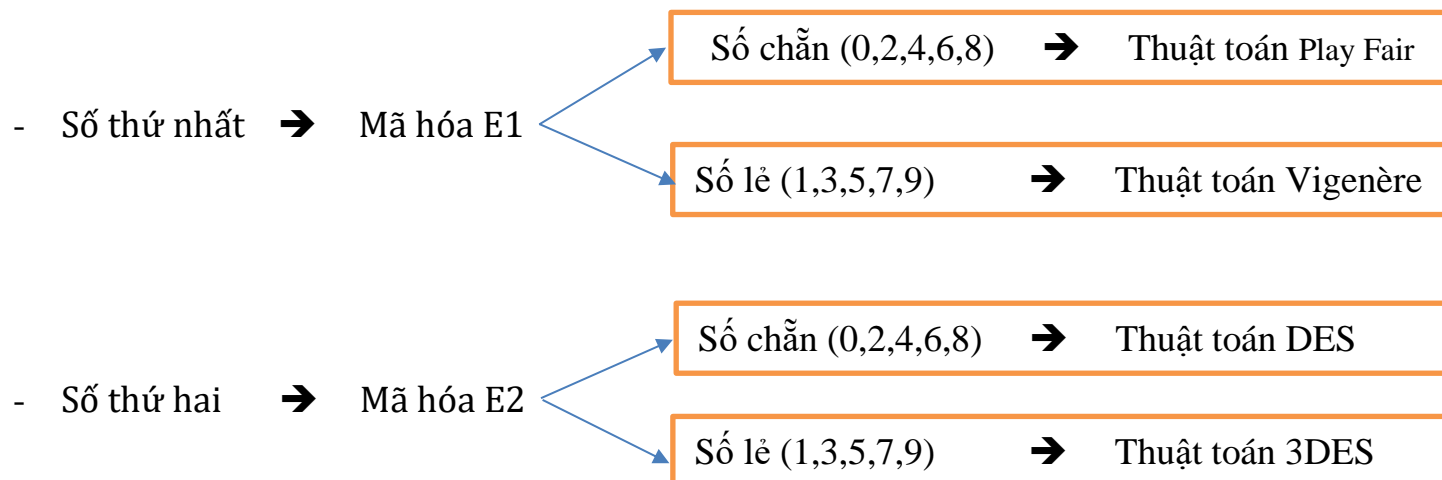 Số chẵn (0,2,4,6,8) ➔ Thuật toán Play Fair
- Số thứ nhất ➔ Mã hóa E1
Số lẻ (1,3,5,7,9) ➔ Thuật toán Vigenère
Số chẵn (0,2,4,6,8) ➔ Thuật toán DES
- Số thứ hai ➔ Mã hóa E2
Số lẻ (1,3,5,7,9) ➔ Thuật toán 3DES